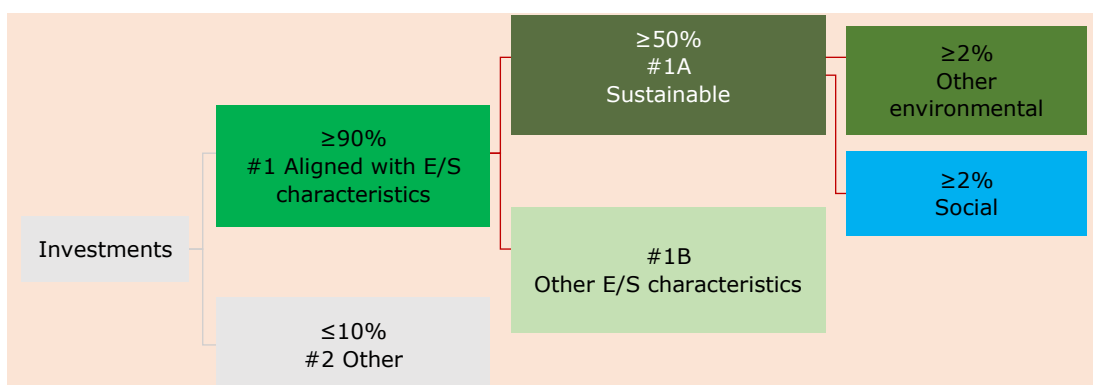 Investments
≥90%
#1 Aligned with E/S
characteristics
≤10%
#2 Other
≥50%
#1A
Sustainable
#1B
Other E/S characteristics
≥2%
Other
environmental
≥2%
Social